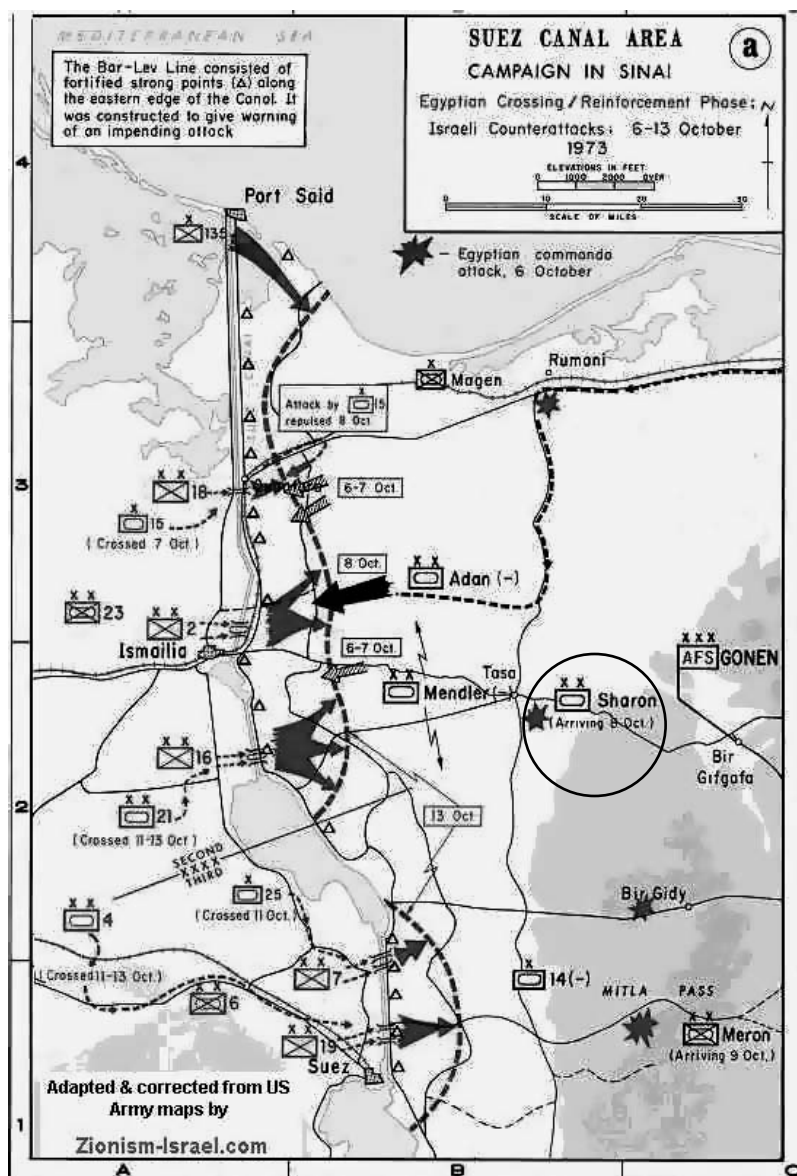 MEDITERRANEAN SEA
The Bar-Lev Line consisted of
fortified strong points (△) along
the eastern edge of the Canal. It
was constructed to give warning
of an impending attack
SUEZ CANAL AREA
a
CAMPAIGN IN SINAI
Egyptian Crossing/Reinforcement Phase;
N
Israeli Counterattacks: 6-13 October
1973
ELEVATIONS IN FEET
0 1000 2000 OVER
0 10 20 30
SCALE OF MILES
4
Port Said
X
135
- Egyptian commando
attack, 6 October
Rumani
X
Magen
Attack by X 15
repulsed 8 Oct
3
3
X X
18
6-7 Oct.
X
15
(Crossed 7 Oct.)
8 Oct.
X X
Adan (-)
X X
23
X X
2
Ismailia
6-7 Oct.
X X
Mendler (-)
Tasa
X X
Sharon
(Arriving 8 Oct.)
X X X
AFS GONEN
Bir
Gifgafa
X X
16
X X
21
(Crossed 11-13 Oct)
2
2
13 Oct
SECOND
XXXX
THIRD
X
25
(Crossed 11 Oct.)
X X
4
(Crossed 11-13 Oct.)
Bir Gidy
X X
7
X
14(-)
X X
6
MITLA PASS
X X
19
X X
Meron
(Arriving 9 Oct.)
Suez
Adapted & corrected from US
Army maps by
Zionism-Israel.com
1
1
A B C